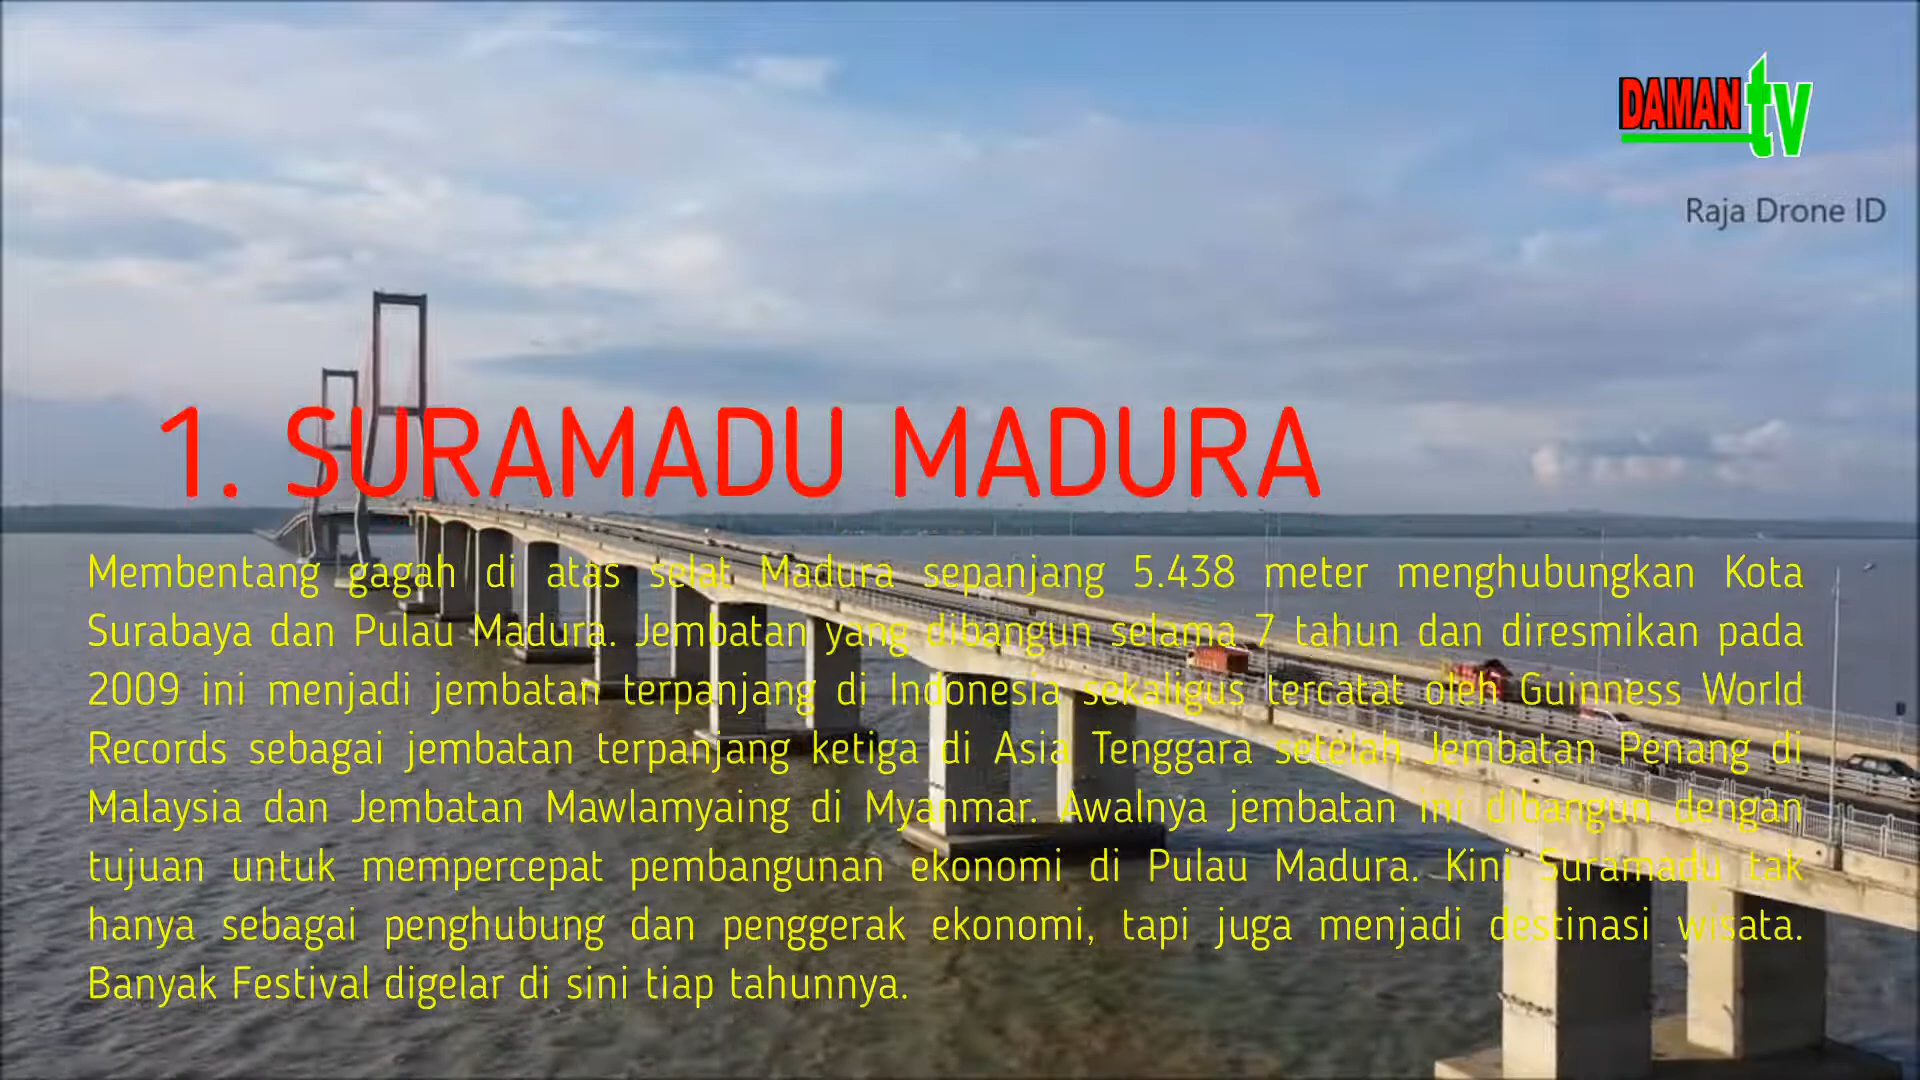 DAMAN tv
Raja Drone ID
1. SURAMADU MADURA
Membentang gagah di atas selat Madura sepanjang 5.438 meter menghubungkan Kota
Surabaya dan Pulau Madura. Jembatan yang dibangun selama 7 tahun dan diresmikan pada
2009 ini menjadi jembatan terpanjang di Indonesia sekaligus tercatat oleh Guinness World
Records sebagai jembatan terpanjang ketiga di Asia Tenggara setelah Jembatan Penang di
Malaysia dan Jembatan Mawlamyaing di Myanmar. Awalnya jembatan ini dibangun dengan
tujuan untuk mempercepat pembangunan ekonomi di Pulau Madura. Kini Suramadu tak
hanya sebagai penghubung dan penggerak ekonomi, tapi juga menjadi destinasi wisata.
Banyak Festival digelar di sini tiap tahunnya.